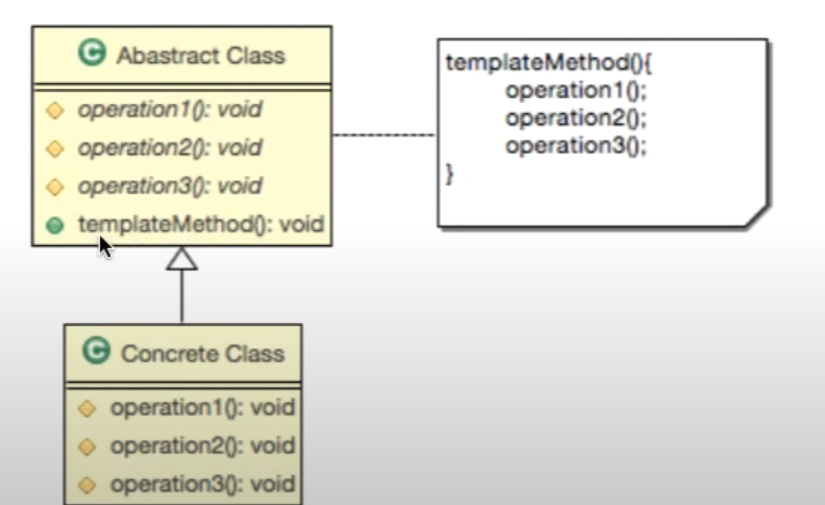 C Abastract Class
operation1(): void
operation2(): void
operation3(): void
templateMethod(): void
templateMethod(){
operation1();
operation2();
operation3();
}
C Concrete Class
operation1(): void
operation2(): void
operation3(): void